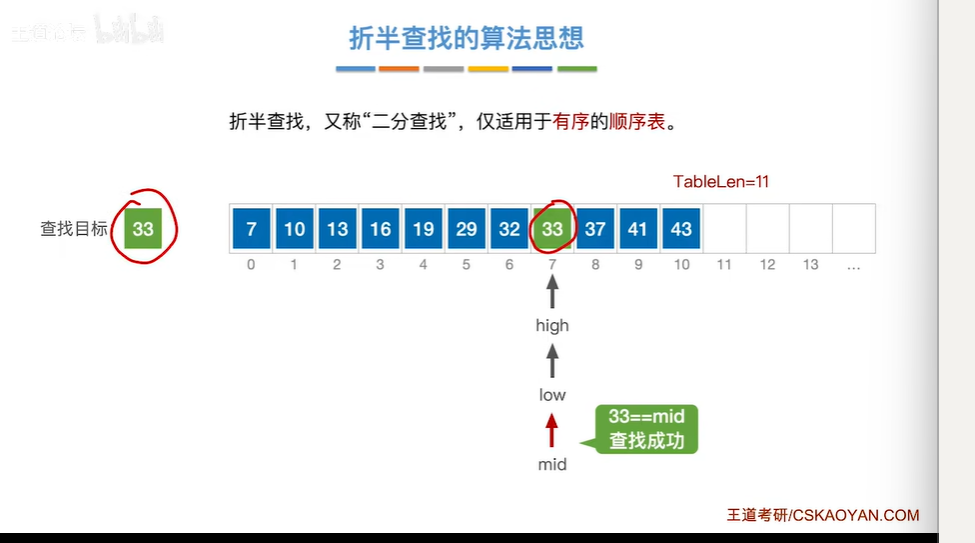 王道论坛 bilibili
折半查找的算法思想
折半查找，又称“二分查找”，仅适用于有序的顺序表。
TableLen=11
查找目标 33 7 10 13 16 19 29 32 33 37 41 43
0 1 2 3 4 5 6 7 8 9 10 11 12 13 ...
high
low
33==mid
查找成功
mid
王道考研/CSKAOYAN.COM